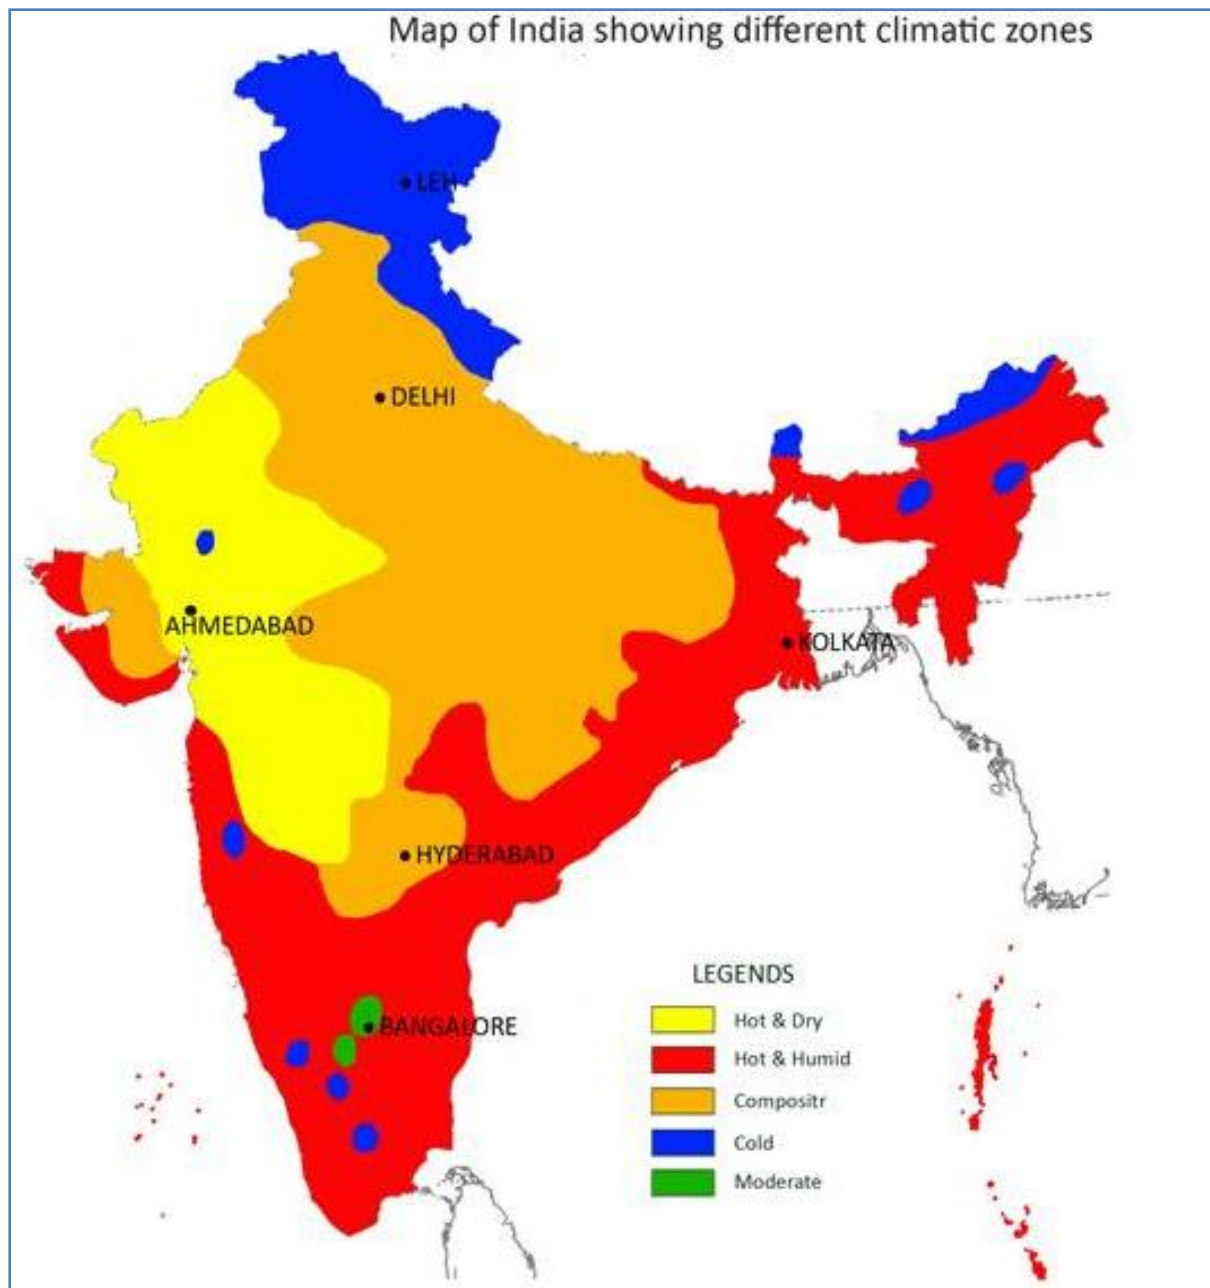 Map of India showing different climatic zones
LEH
DELHI
AHMEDABAD
KOLKATA
HYDERABAD
BANGALORE
LEGENDS
Hot & Dry
Hot & Humid
Compositr
Cold
Moderate